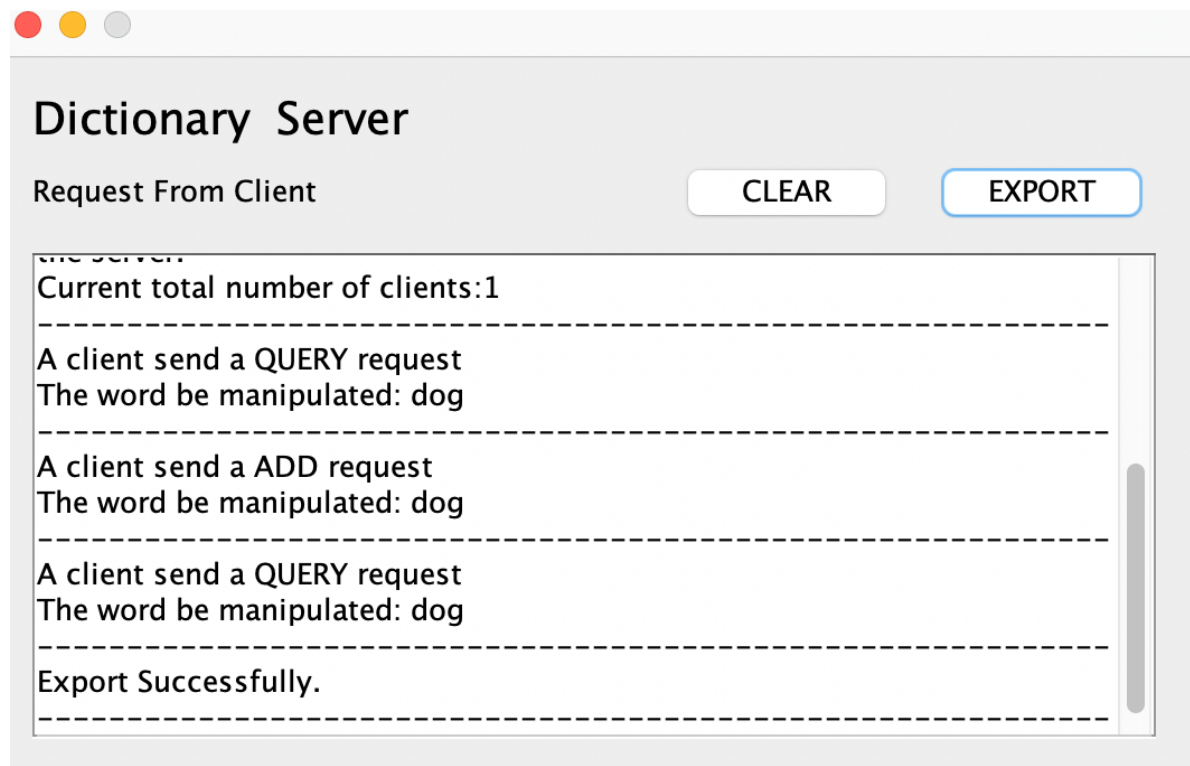 Dictionary Server
Request From Client
CLEAR
EXPORT
the server.
Current total number of clients:1
------------------------------------------------------------
A client send a QUERY request
The word be manipulated: dog
------------------------------------------------------------
A client send a ADD request
The word be manipulated: dog
------------------------------------------------------------
A client send a QUERY request
The word be manipulated: dog
------------------------------------------------------------
Export Successfully.
------------------------------------------------------------